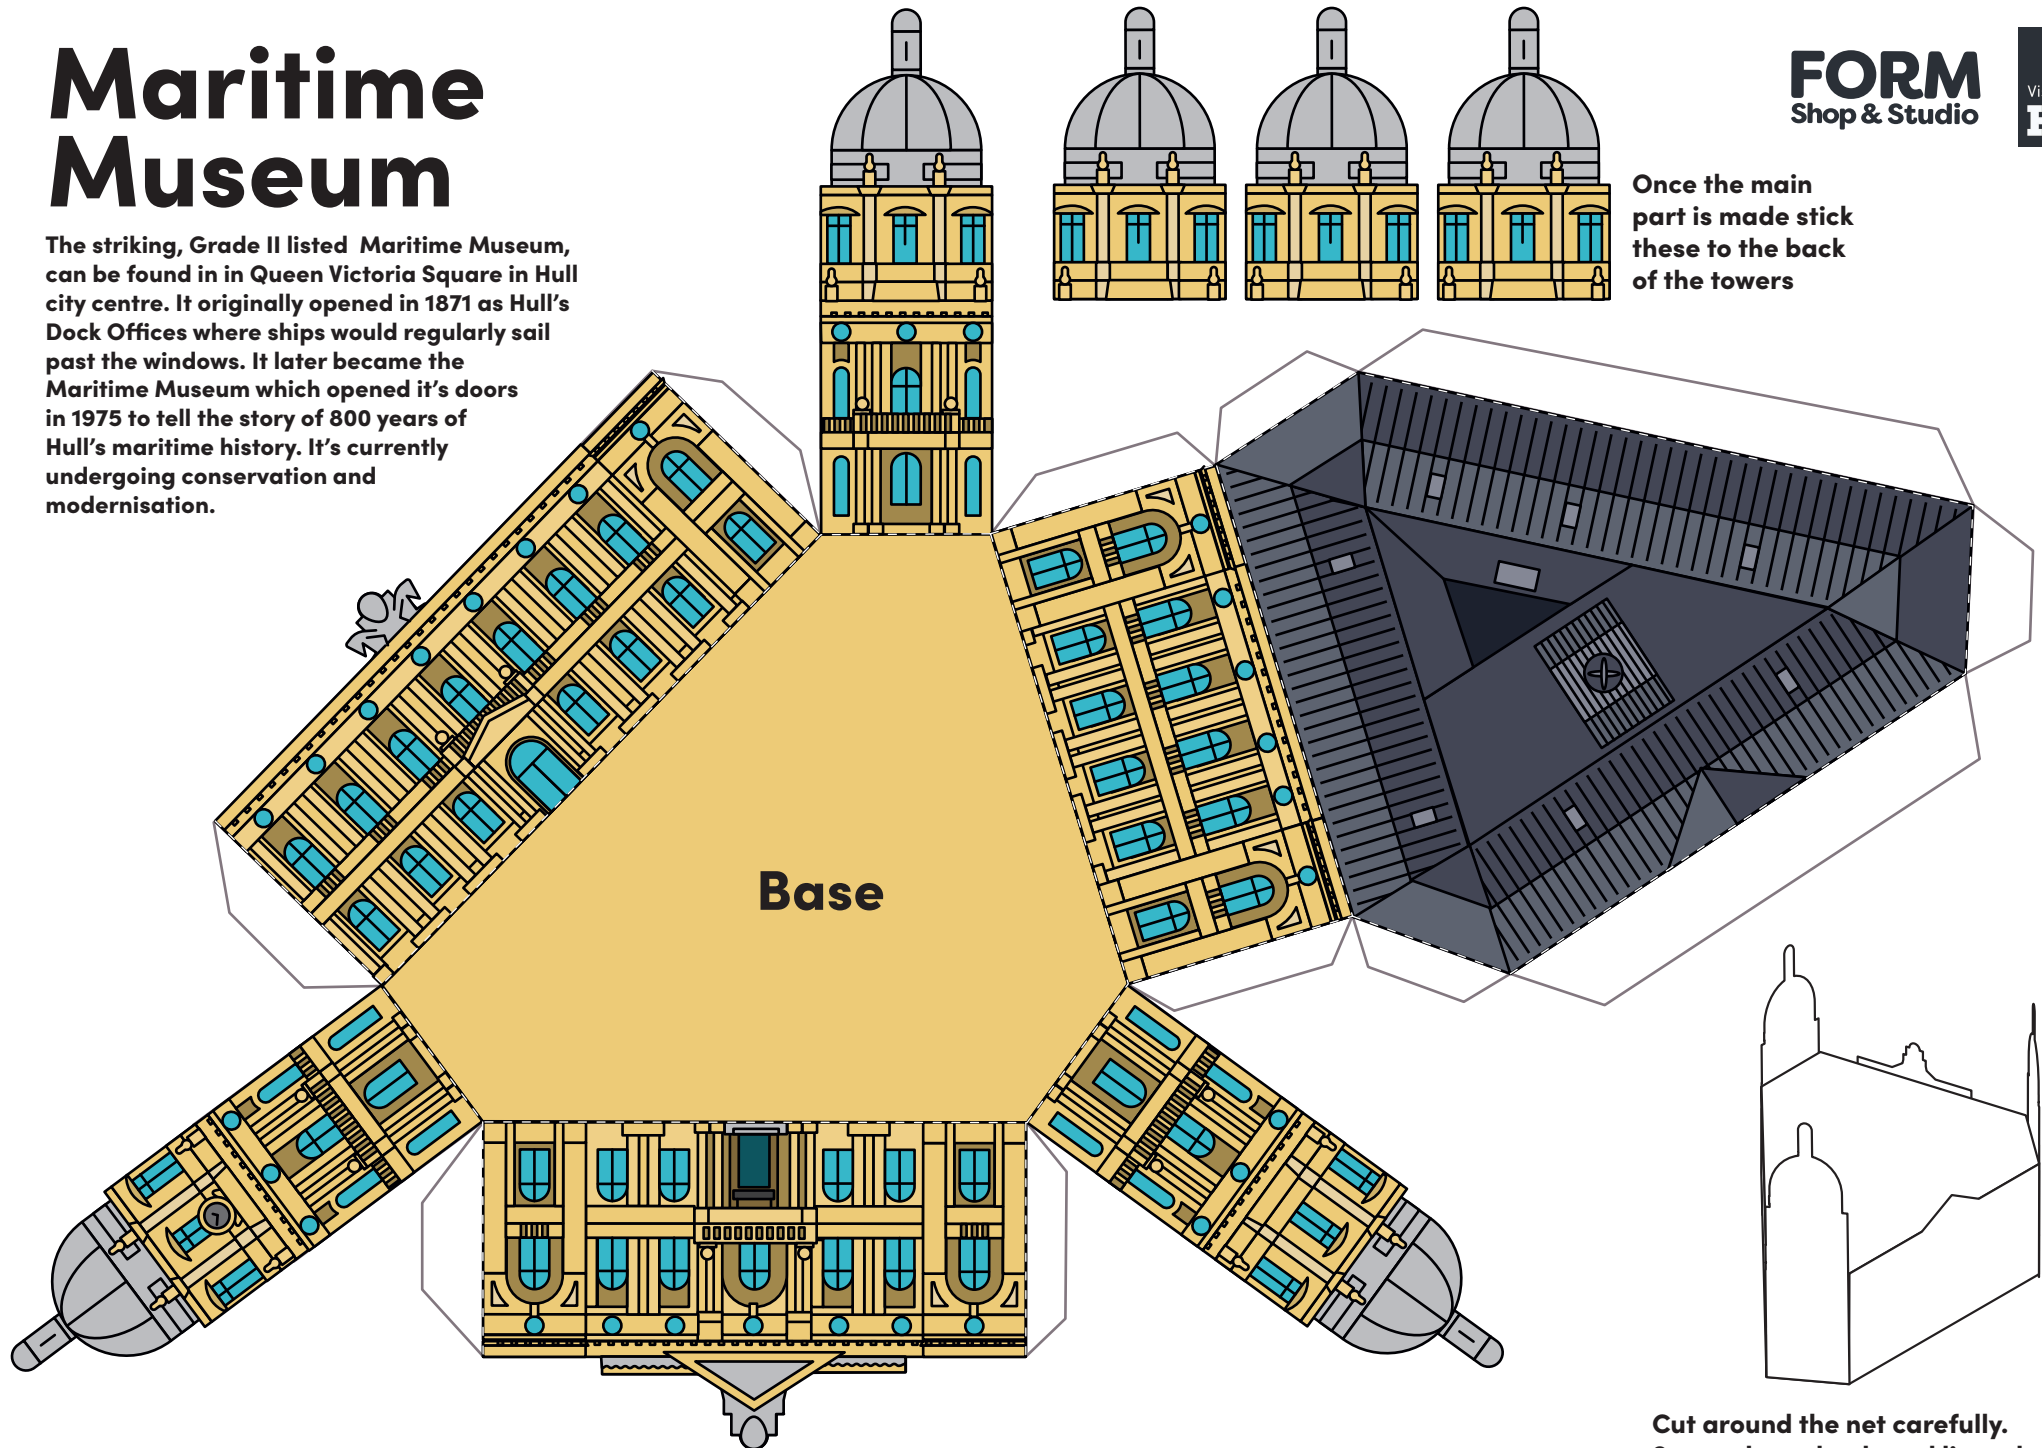 Maritime
Museum
The striking, Grade II listed Maritime Museum,
can be found in in Queen Victoria Square in Hull
city centre. It originally opened in 1871 as Hull's
Dock Offices where ships would regularly sail
past the windows. It later became the
Maritime Museum which opened it's doors
in 1975 to tell the story of 800 years of
Hull's maritime history. It's currently
undergoing conservation and
modernisation.
FORM
Shop & Studio
Once the main
part is made stick
these to the back
of the towers
Base
Cut around the net carefully.